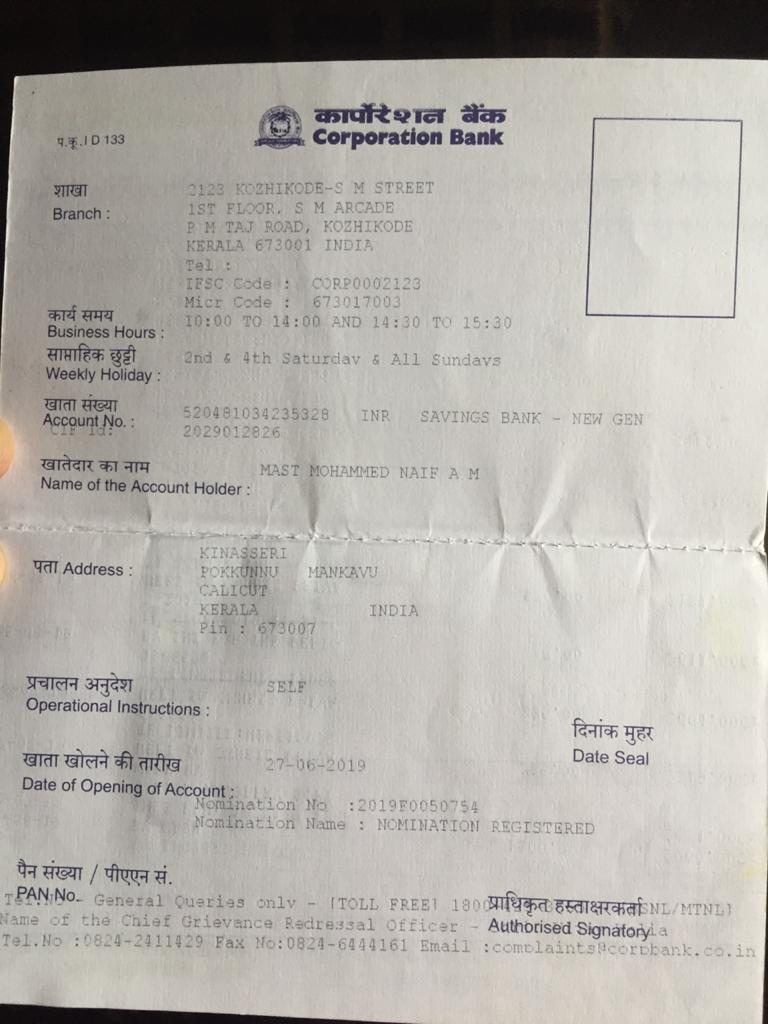 कार्पोरेशन बैंक
Corporation Bank
प.कू.I D 133
शाखा
Branch :
2123 KOZHIKODE-S M STREET
1ST FLOOR, S M ARCADE
P M TAJ ROAD, KOZHIKODE
KERALA 673001 INDIA
Tel :
IFSC Code : CORP0002123
Micr Code : 673017003
कार्य समय
Business Hours : 10:00 TO 14:00 AND 14:30 TO 15:30
साप्ताहिक छुट्टी
Weekly Holiday : 2nd & 4th Saturday & All Sundays
खाता संख्या
Account No. : 520481034235328 INR SAVINGS BANK - NEW GEN
CIF Id: 2029012826
खातेदार का नाम
Name of the Account Holder : MAST MOHAMMED NAIF A M
पता Address : KINASSERI
POKKUNNU MANKAVU
CALICUT
KERALA INDIA
Pin : 673007
प्रचालन अनुदेश
Operational Instructions : SELF
दिनांक मुहर
Date Seal
खाता खोलने की तारीख
Date of Opening of Account : 27-06-2019
Nomination No :2019F0050754
Nomination Name : NOMINATION REGISTERED
पैन संख्या / पीएएन सं.
PAN No.
प्राधिकृत हस्ताक्षरकर्ता
Authorised Signatory
General Queries only - [TOLL FREE] 1800
Name of the Chief Grievance Redressal Officer -
Tel.No :0824-2411429 Fax No:0824-6444161 Email :complaints@corpbank.co.in